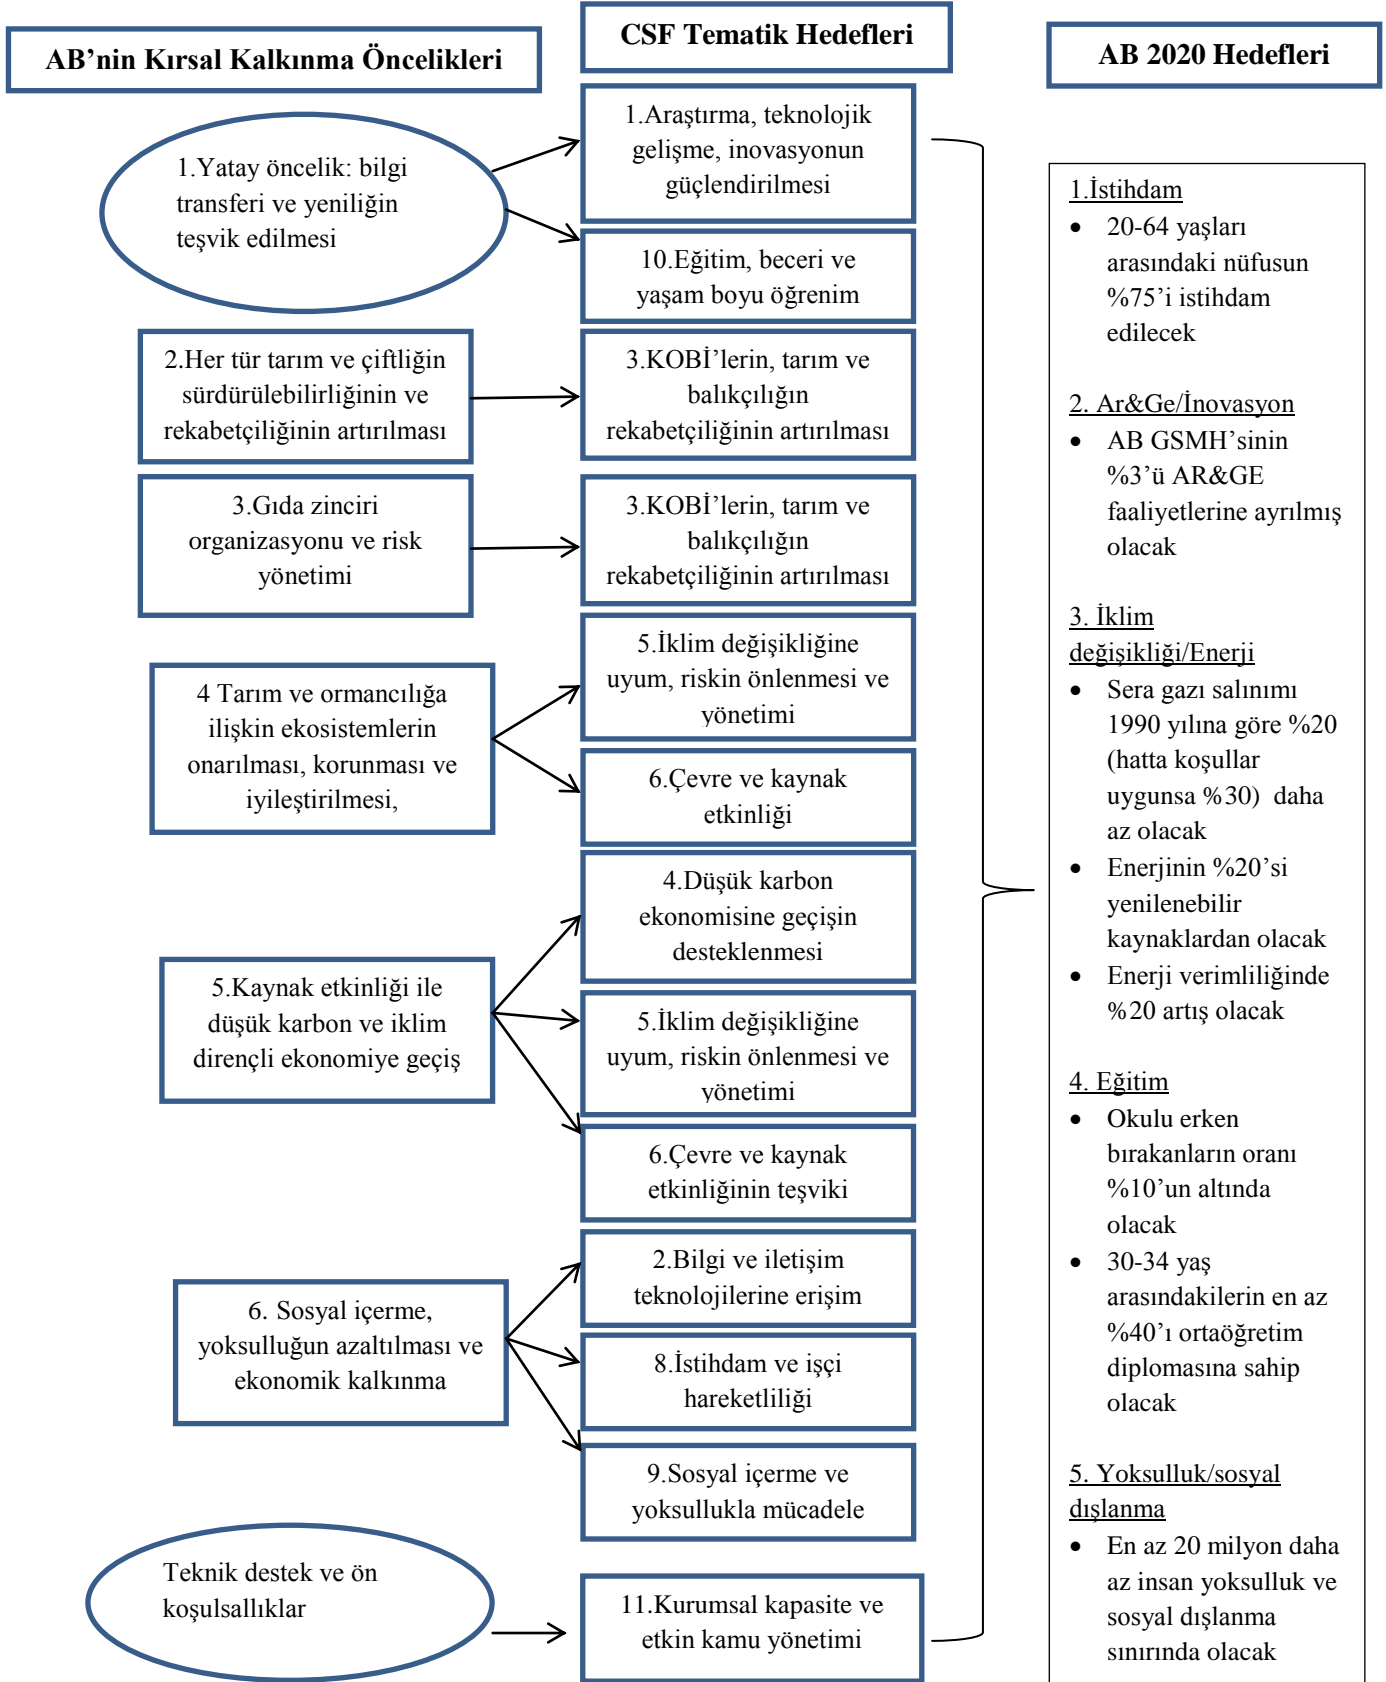 AB’nin Kırsal Kalkınma Öncelikleri
CSF Tematik Hedefleri
AB 2020 Hedefleri
1.Yatay öncelik: bilgi
transferi ve yeniliğin
teşvik edilmesi
1.Araştırma, teknolojik
gelişme, inovasyonun
güçlendirilmesi
10.Eğitim, beceri ve
yaşam boyu öğrenim
2.Her tür tarım ve çiftliğin
sürdürülebilirliğinin ve
rekabetçiliğinin artırılması
3.KOBİ’lerin, tarım ve
balıkçılığın
rekabetçiliğinin artırılması
3.Gıda zinciri
organizasyonu ve risk
yönetimi
3.KOBİ’lerin, tarım ve
balıkçılığın
rekabetçiliğinin artırılması
4 Tarım ve ormancılığa
ilişkin ekosistemlerin
onarılması, korunması ve
iyileştirilmesi,
5.İklim değişikliğine
uyum, riskin önlenmesi ve
yönetimi
6.Çevre ve kaynak
etkinliği
5.Kaynak etkinliği ile
düşük karbon ve iklim
dirençli ekonomiye geçiş
4.Düşük karbon
ekonomisine geçişin
desteklenmesi
5.İklim değişikliğine
uyum, riskin önlenmesi ve
yönetimi
6.Çevre ve kaynak
etkinliğinin teşviki
6. Sosyal içerme,
yoksulluğun azaltılması ve
ekonomik kalkınma
2.Bilgi ve iletişim
teknolojilerine erişim
8.İstihdam ve işçi
hareketliliği
9.Sosyal içerme ve
yoksullukla mücadele
Teknik destek ve ön
koşulsallıklar
11.Kurumsal kapasite ve
etkin kamu yönetimi
1.İstihdam
• 20-64 yaşları
arasındaki nüfusun
%75’i istihdam
edilecek
2. Ar&Ge/İnovasyon
• AB GSMH’sinin
%3’ü AR&GE
faaliyetlerine ayrılmış
olacak
3. İklim
değişikliği/Enerji
• Sera gazı salınımı
1990 yılına göre %20
(hatta koşullar
uygunsa %30) daha
az olacak
• Enerjinin %20’si
yenilenebilir
kaynaklardan olacak
• Enerji verimliliğinde
%20 artış olacak
4. Eğitim
• Okulu erken
bırakanların oranı
%10’un altında
olacak
• 30-34 yaş
arasındakilerin en az
%40’ı ortaöğretim
diplomasına sahip
olacak
5. Yoksulluk/sosyal
dışlanma
• En az 20 milyon daha
az insan yoksulluk ve
sosyal dışlanma
sınırında olacak